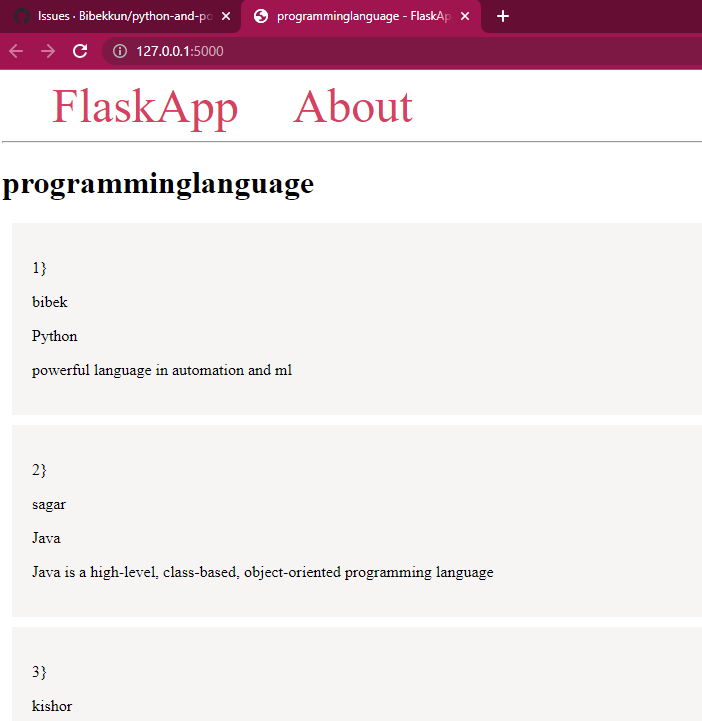 Issues · Bibekkun/python-and-po
programminglanguage - FlaskAp
127.0.0.1:5000
FlaskApp About
programminglanguage
1}
bibek
Python
powerful language in automation and ml
2}
sagar
Java
Java is a high-level, class-based, object-oriented programming language
3}
kishor